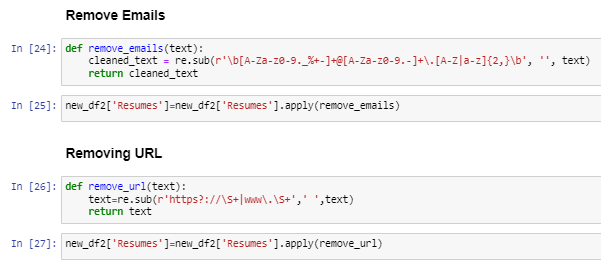 Remove Emails
In [24]: def remove_emails(text):
cleaned_text = re.sub(r'\b[A-Za-z0-9._%+-]+@[A-Za-z0-9.-]+\.[A-Z|a-z]{2,}\b', '', text)
return cleaned_text
In [25]: new_df2['Resumes']=new_df2['Resumes'].apply(remove_emails)
Removing URL
In [26]: def remove_url(text):
text=re.sub(r'https?://\S+|www\.\S+',' ',text)
return text
In [27]: new_df2['Resumes']=new_df2['Resumes'].apply(remove_url)